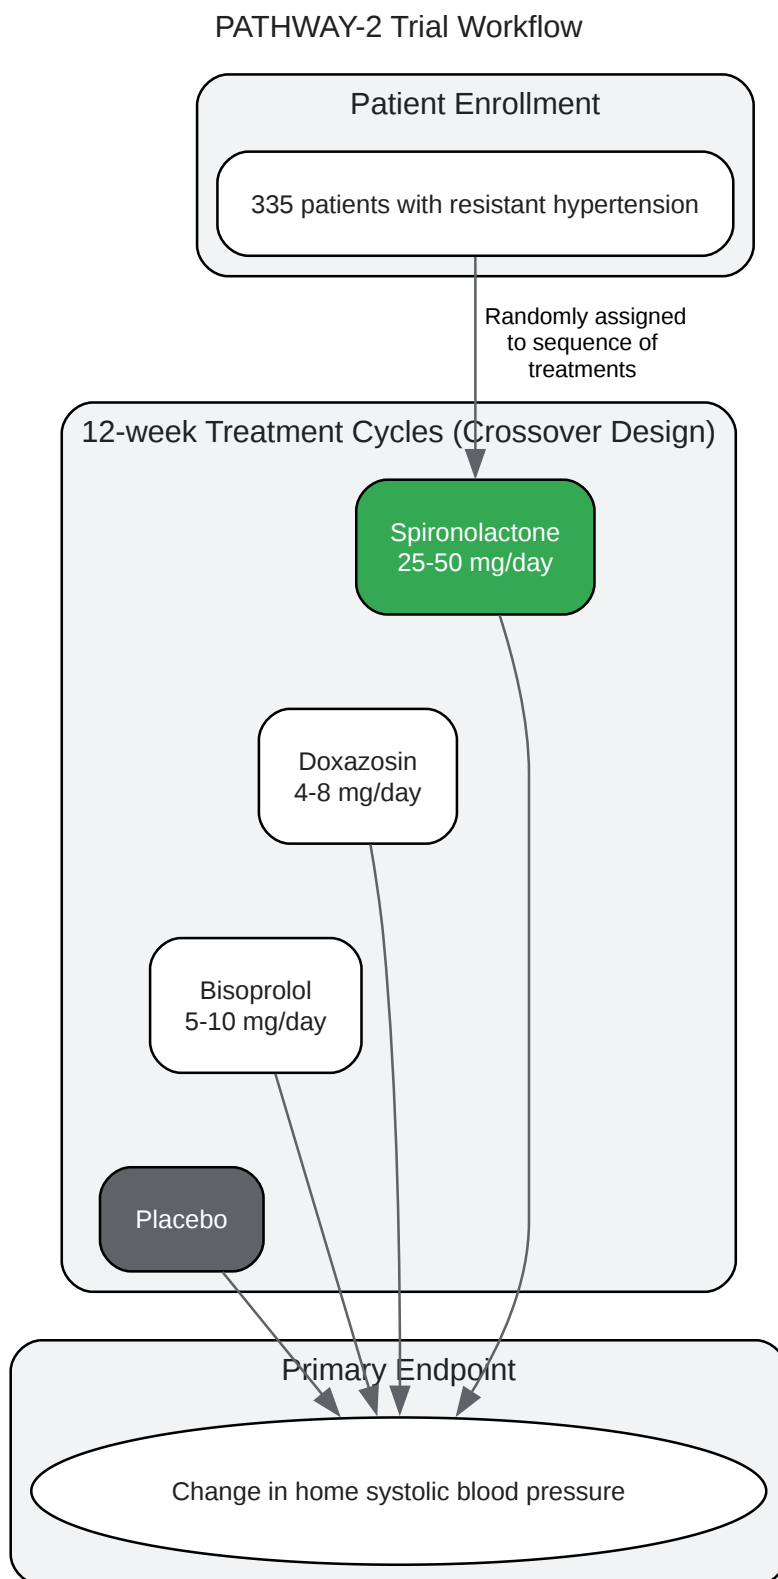 PATHWAY-2 Trial Workflow
Patient Enrollment
335 patients with resistant hypertension
Randomly assigned
to sequence of
treatments
12-week Treatment Cycles (Crossover Design)
Spironolactone
25-50 mg/day
Doxazosin
4-8 mg/day
Bisoprolol
5-10 mg/day
Placebo
Primary Endpoint
Change in home systolic blood pressure